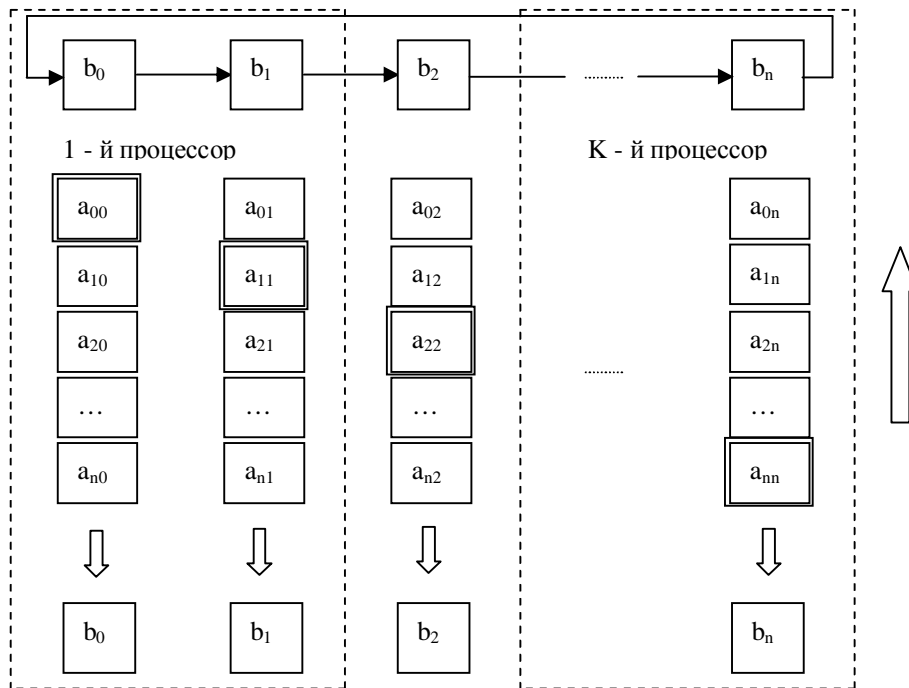 b₀ b₁ b₂ .......... bₙ
1 - й процессор K - й процессор
a₀₀ a₀₁ a₀₂ a₀ₙ
a₁₀ a₁₁ a₁₂ a₁ₙ
a₂₀ a₂₁ a₂₂ .......... a₂ₙ
... ... ... ...
aₙ₀ aₙ₁ aₙ₂ aₙₙ
b₀ b₁ b₂ bₙ